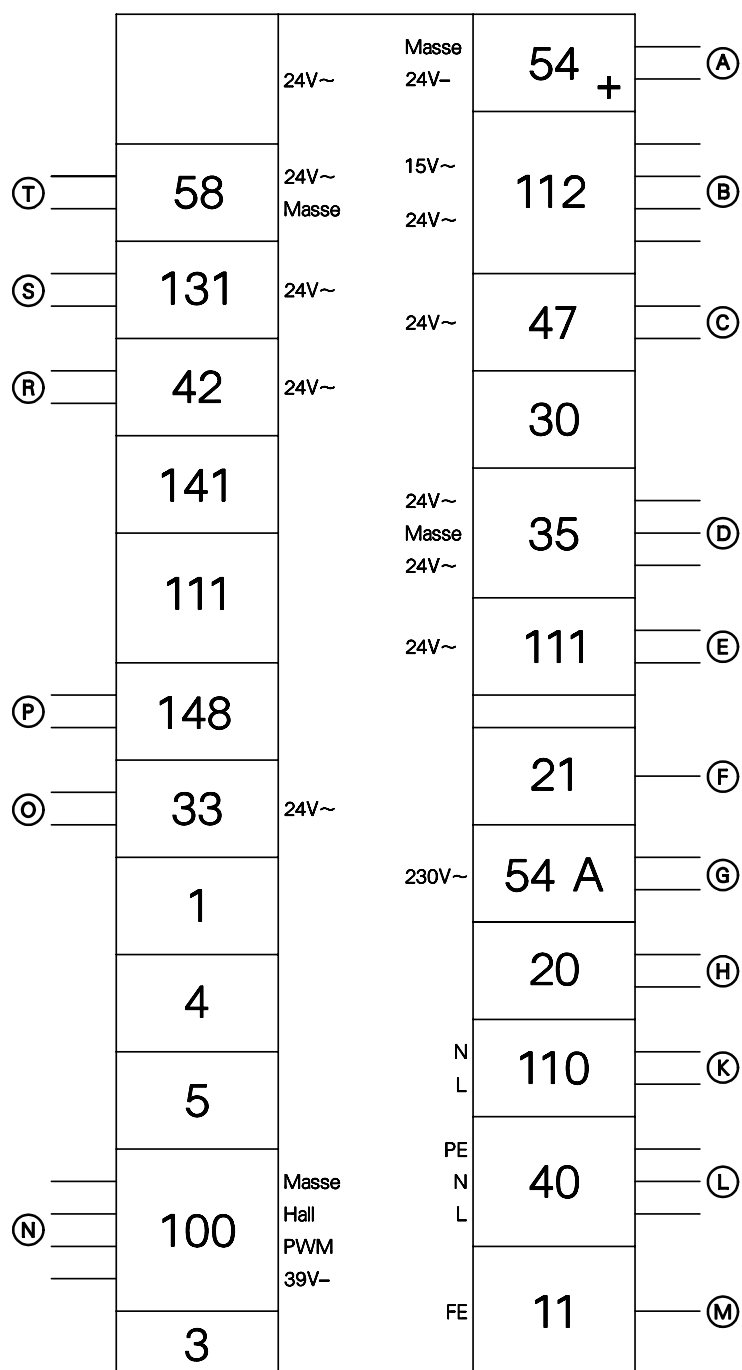 24V~
T
58
24V~
Masse
S
131
24V~
R
42
24V~
141
111
P
148
O
33
24V~
1
4
5
N
100
Masse
Hall
PWM
39V–
3
Masse
24V–
54
+
A
15V~
24V~
112
B
24V~
47
C
30
24V~
Masse
24V~
35
D
24V~
111
E
21
F
230V~
54 A
G
20
H
N
L
110
K
PE
N
L
40
L
FE
11
M